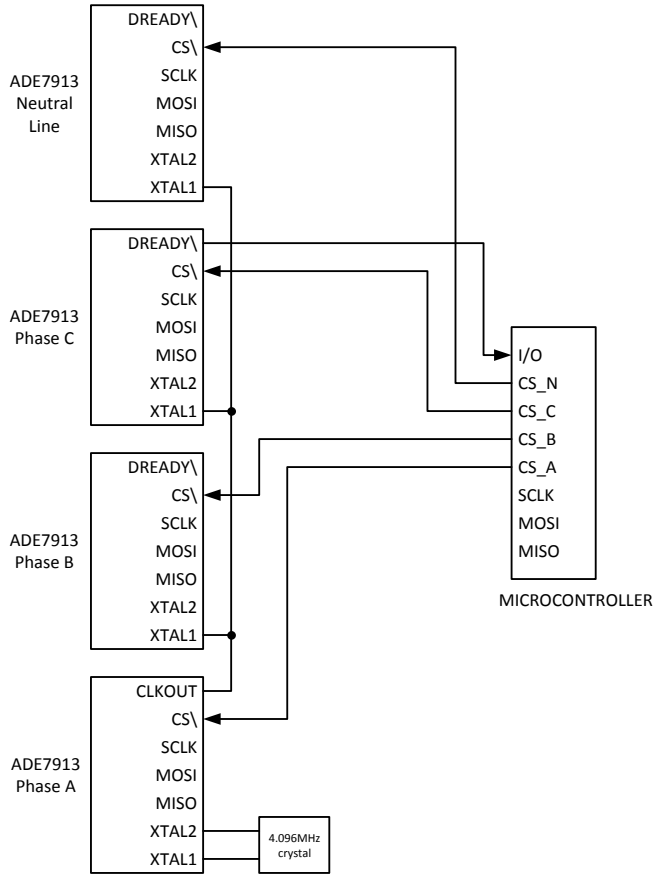 ADE7913
Neutral
Line
DREADY\
CS\
SCLK
MOSI
MISO
XTAL2
XTAL1
ADE7913
Phase C
DREADY\
CS\
SCLK
MOSI
MISO
XTAL2
XTAL1
ADE7913
Phase B
DREADY\
CS\
SCLK
MOSI
MISO
XTAL2
XTAL1
ADE7913
Phase A
CLKOUT
CS\
SCLK
MOSI
MISO
XTAL2
XTAL1
4.096MHz
crystal
I/O
CS_N
CS_C
CS_B
CS_A
SCLK
MOSI
MISO
MICROCONTROLLER